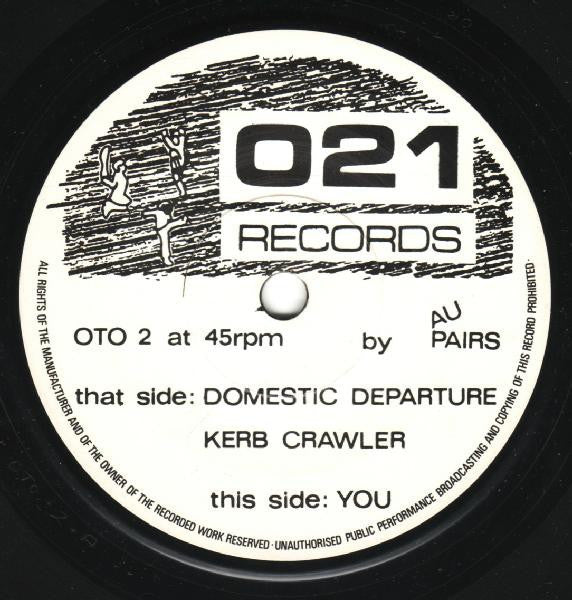 021
RECORDS
OTO 2 at 45rpm by AU PAIRS
that side: DOMESTIC DEPARTURE
KERB CRAWLER
this side: YOU
ALL RIGHTS OF THE MANUFACTURER AND OF THE OWNER OF THE RECORDED WORK RESERVED · UNAUTHORISED PUBLIC PERFORMANCE BROADCASTING AND COPYING OF THIS RECORD PROHIBITED ·